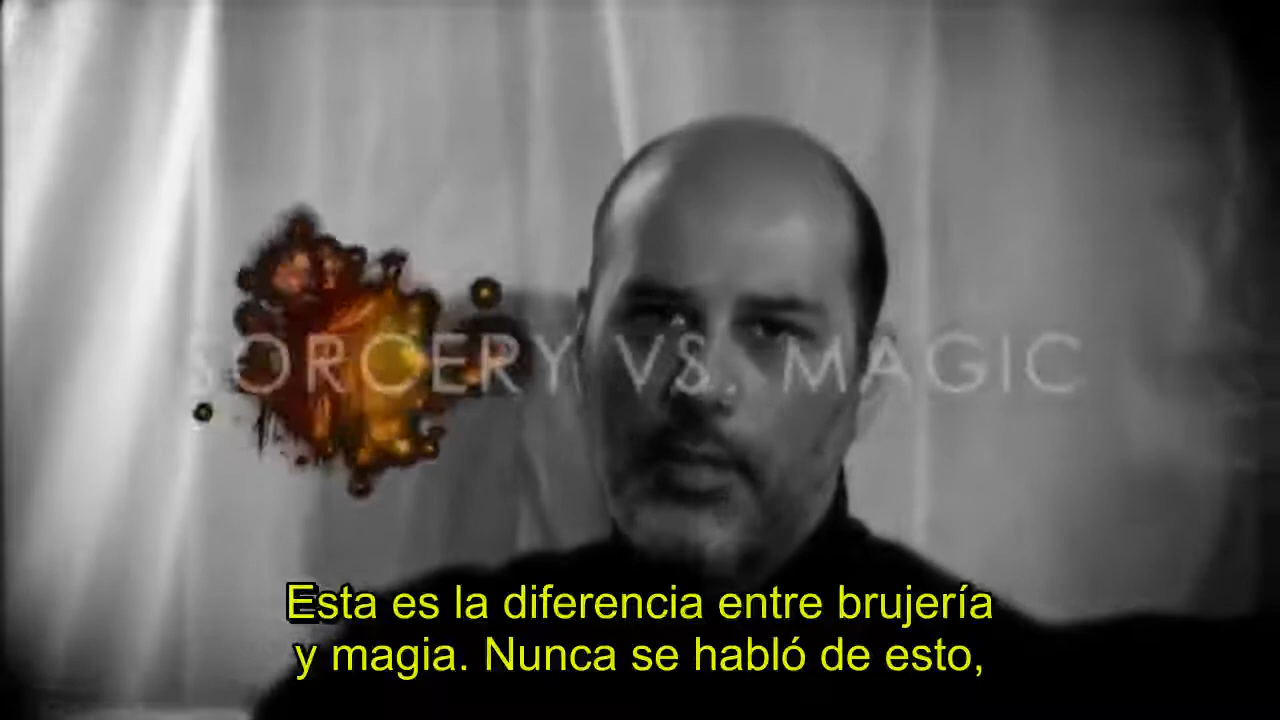 SORCERY VS. MAGIC
Esta es la diferencia entre brujería
y magia. Nunca se habló de esto,